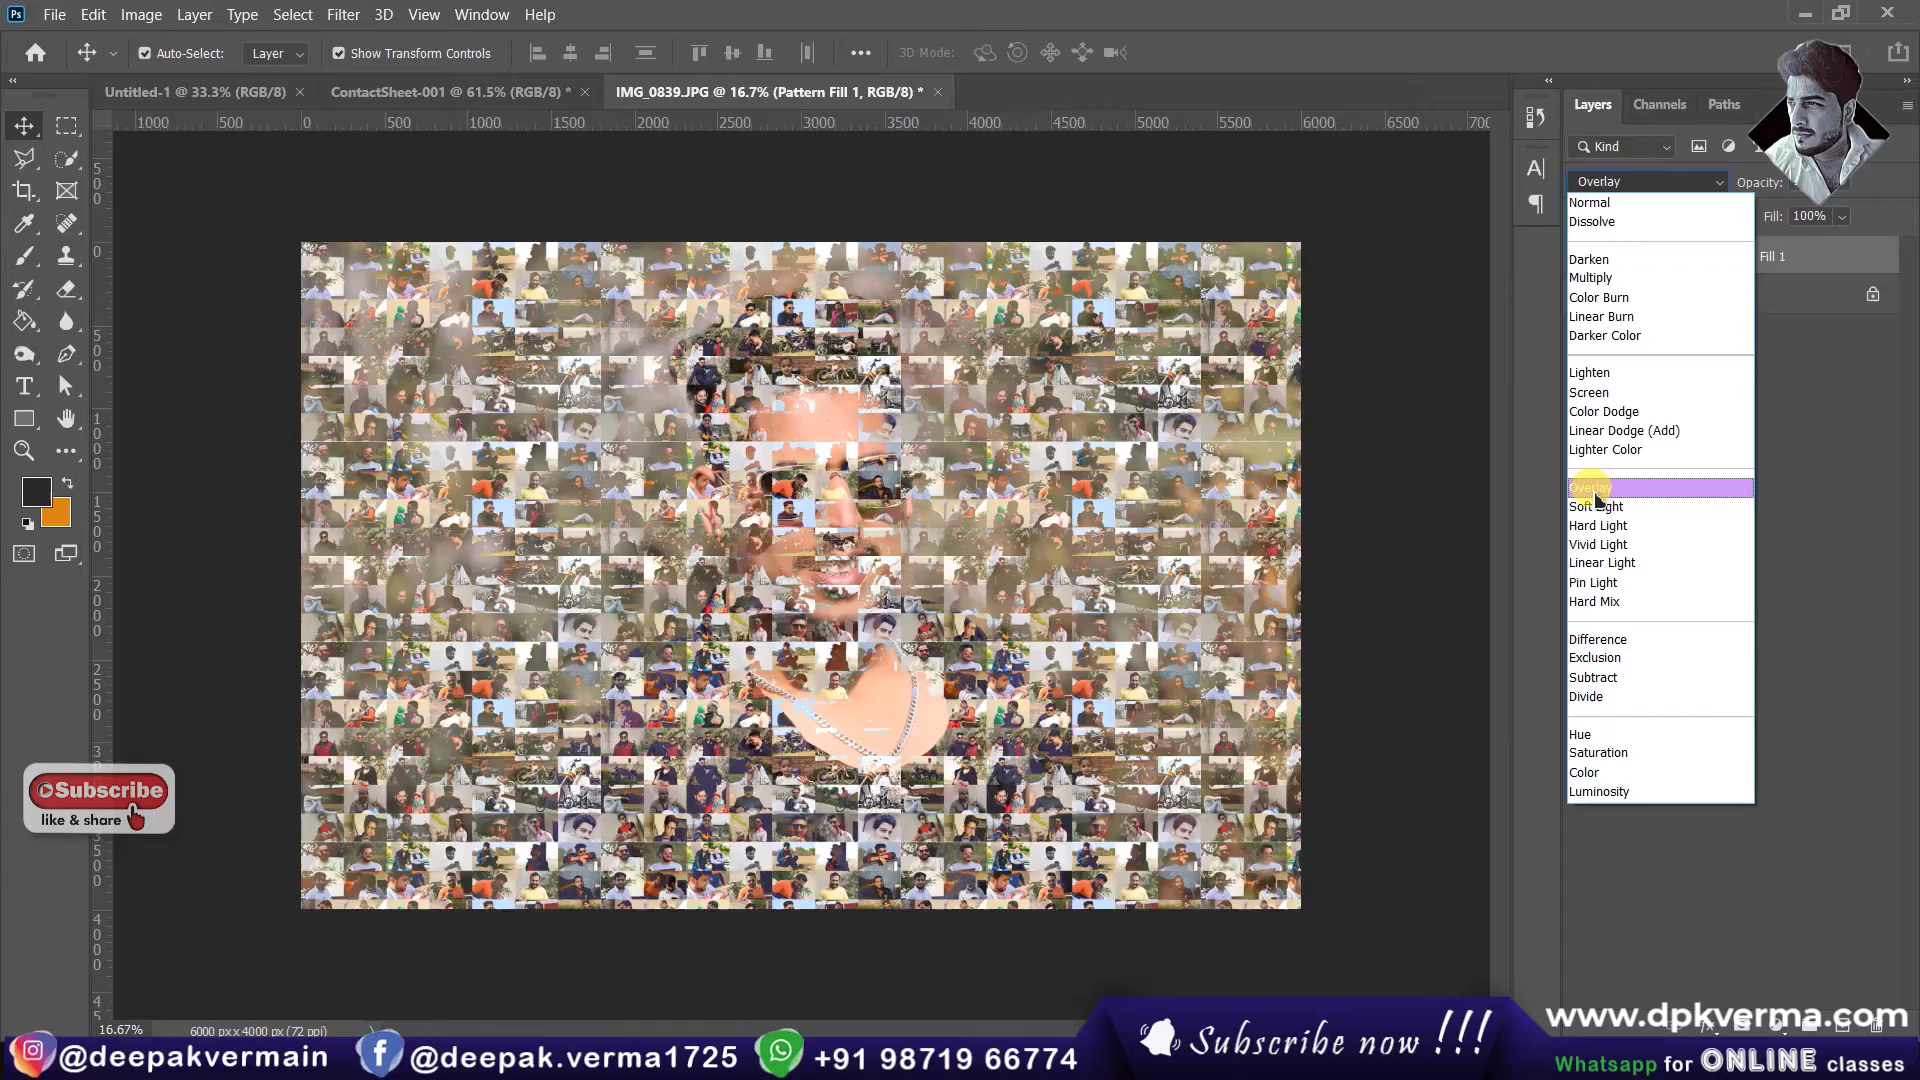 Ps File Edit Image Layer Type Select Filter 3D View Window Help
Auto-Select: Layer Show Transform Controls 3D Mode:
Untitled-1 @ 33.3% (RGB/8) ContactSheet-001 @ 61.5% (RGB/8) * IMG_0839.JPG @ 16.7% (Pattern Fill 1, RGB/8) *
1000 500 0 500 1000 1500 2000 2500 3000 3500 4000 4500 5000 5500 6000 6500
Layers Channels Paths
Kind
Overlay Opacity:
Normal
Fill: 100%
Dissolve
Fill 1
Darken
Multiply
Color Burn
Linear Burn
Darker Color
Lighten
Screen
Color Dodge
Linear Dodge (Add)
Lighter Color
Overlay
Soft Light
Hard Light
Vivid Light
Linear Light
Pin Light
Hard Mix
Difference
Exclusion
Subtract
Divide
Hue
Saturation
Color
Luminosity
Subscribe
like & share
16.67% 6000 px x 4000 px (72 ppi)
@deepakvermain @deepak.verma1725 +91 98719 66774
Subscribe now !!!
www.dpkverma.com
Whatsapp for ONLINE classes